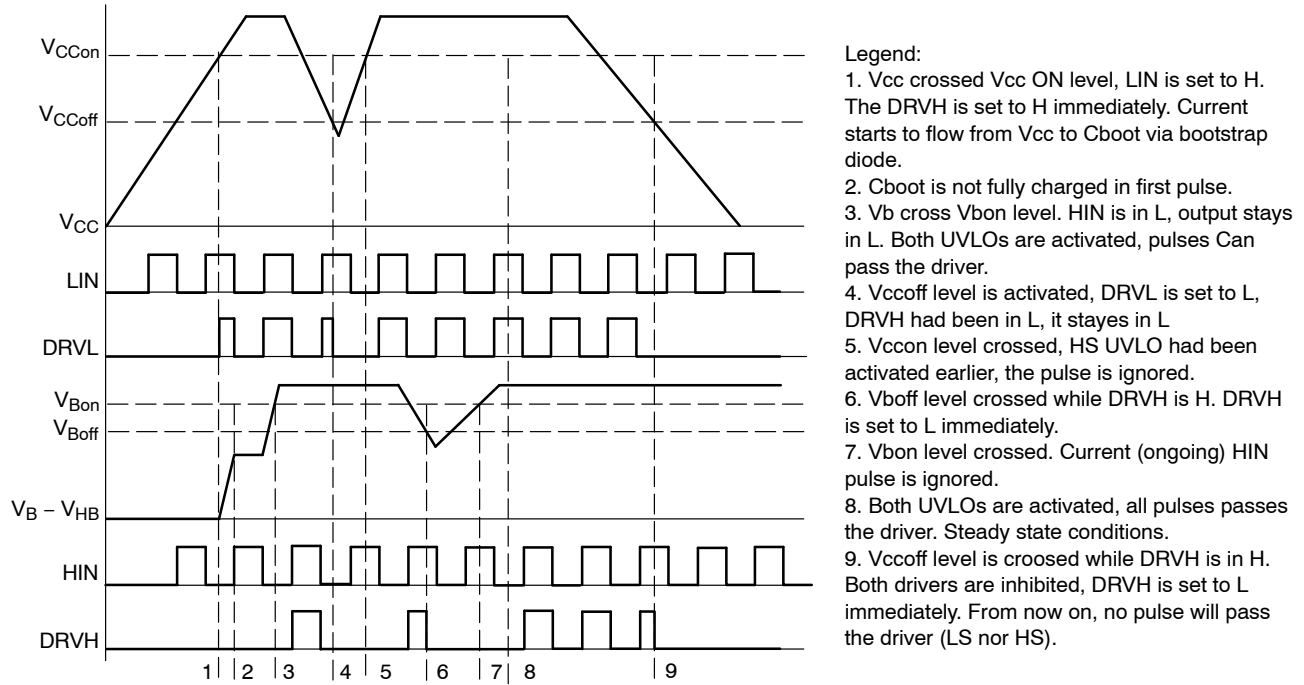 VCCon
VCCoff
VCC
LIN
DRVL
VBon
VBoff
VB – VHB
HIN
DRVH
1 2 3 4 5 6 7 8 9
Legend:
1. Vcc crossed Vcc ON level, LIN is set to H.
The DRVH is set to H immediately. Current
starts to flow from Vcc to Cboot via bootstrap
diode.
2. Cboot is not fully charged in first pulse.
3. Vb cross Vbon level. HIN is in L, output stays
in L. Both UVLOs are activated, pulses Can
pass the driver.
4. Vccoff level is activated, DRVL is set to L,
DRVH had been in L, it stayes in L
5. Vccon level crossed, HS UVLO had been
activated earlier, the pulse is ignored.
6. Vboff level crossed while DRVH is H. DRVH
is set to L immediately.
7. Vbon level crossed. Current (ongoing) HIN
pulse is ignored.
8. Both UVLOs are activated, all pulses passes
the driver. Steady state conditions.
9. Vccoff level is croosed while DRVH is in H.
Both drivers are inhibited, DRVH is set to L
immediately. From now on, no pulse will pass
the driver (LS nor HS).